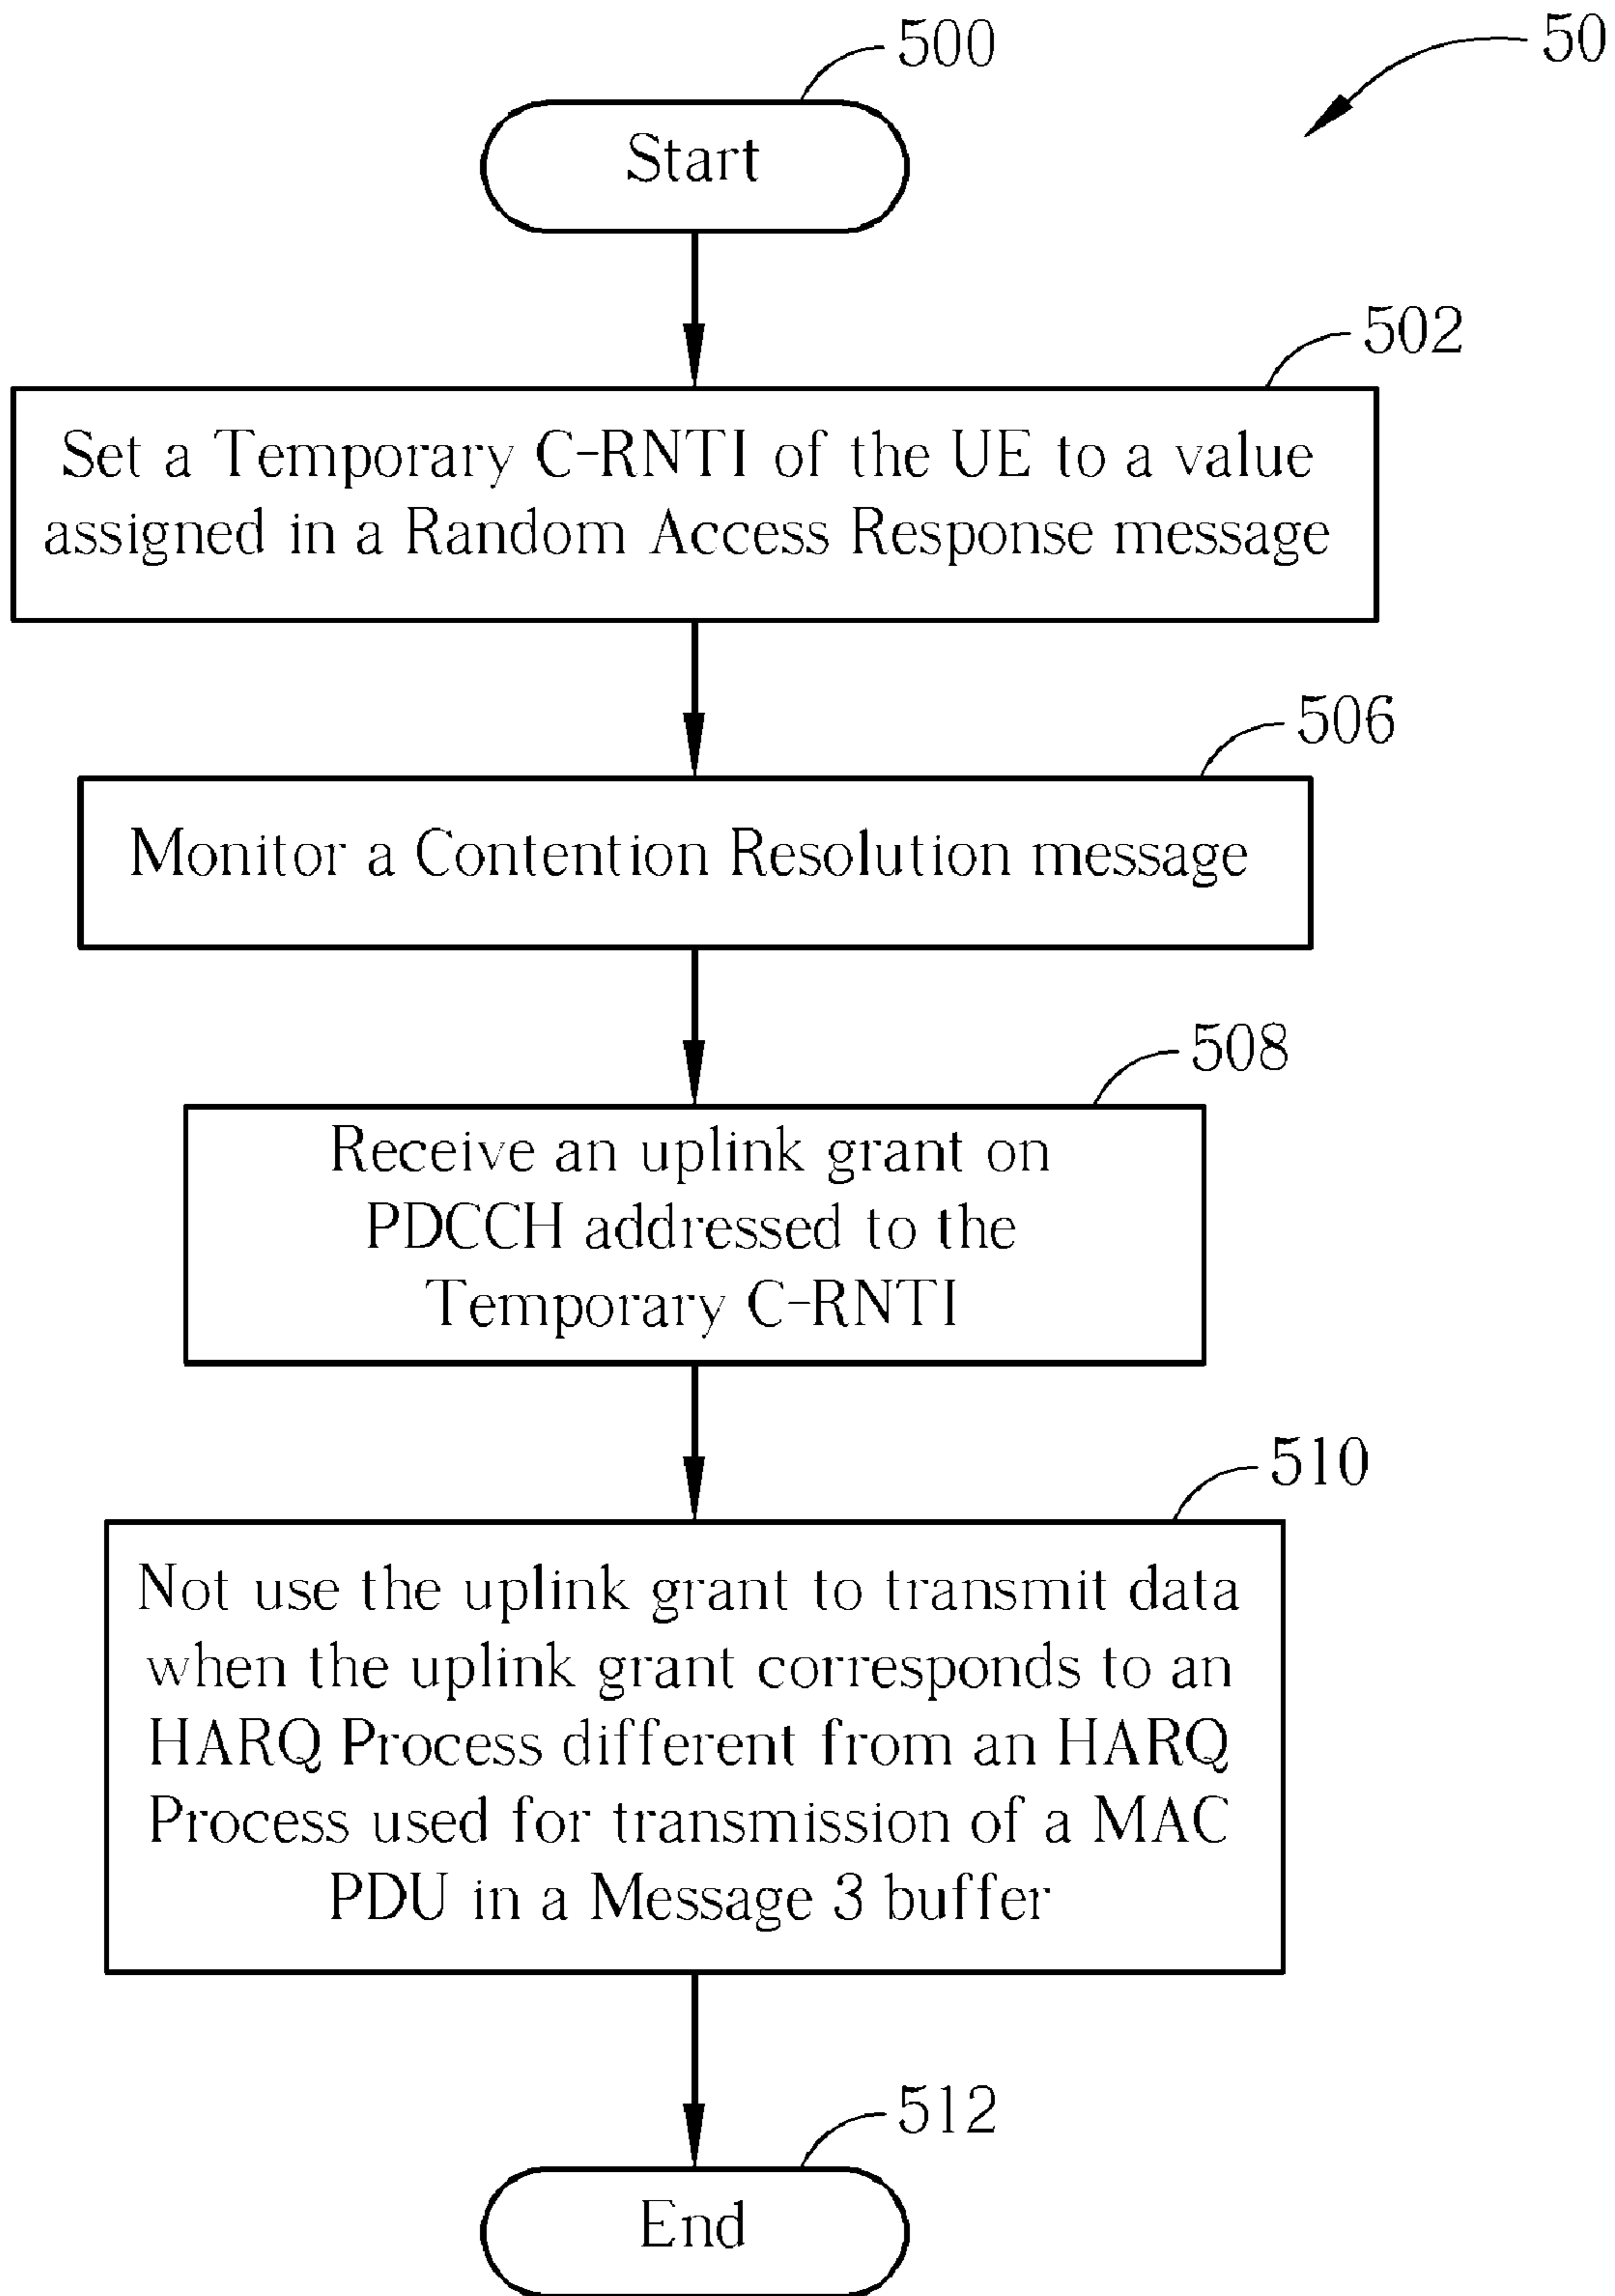 500
50
Start
502
Set a Temporary C-RNTI of the UE to a value
assigned in a Random Access Response message
506
Monitor a Contention Resolution message
508
Receive an uplink grant on
PDCCH addressed to the
Temporary C-RNTI
510
Not use the uplink grant to transmit data
when the uplink grant corresponds to an
HARQ Process different from an HARQ
Process used for transmission of a MAC
PDU in a Message 3 buffer
512
End